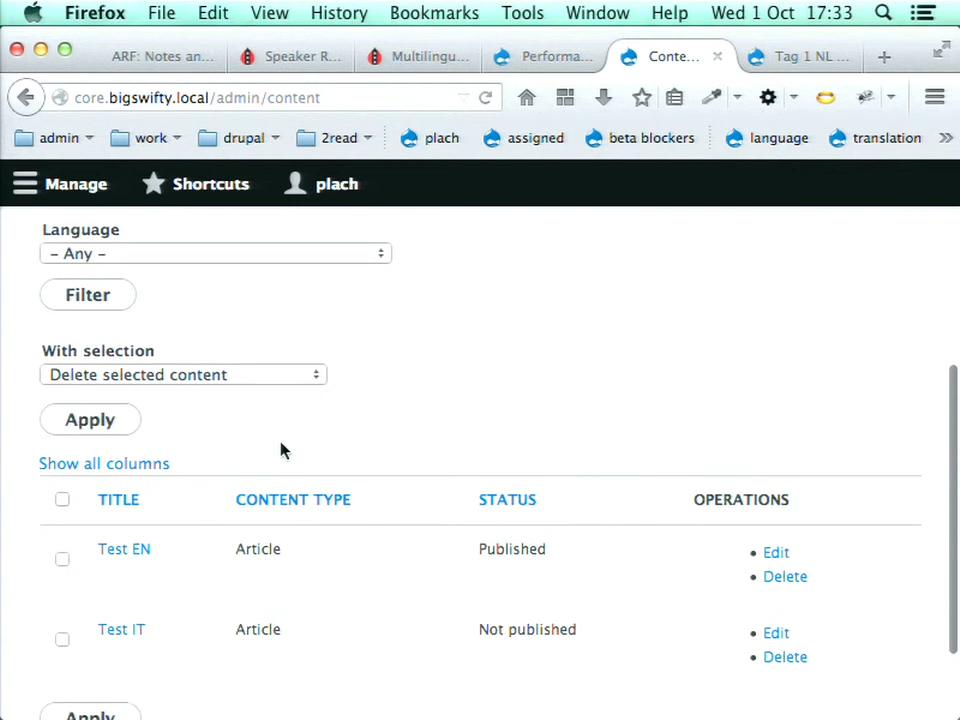 Firefox File Edit View History Bookmarks Tools Window Help Wed 1 Oct 17:33
ARF: Notes an... Speaker R... Multilingu... Performa... Conte... Tag 1 NL ...
core.bigswifty.local/admin/content
admin work drupal 2read plach assigned beta blockers language translation
Manage Shortcuts plach
Language
– Any –
Filter
With selection
Delete selected content
Apply
Show all columns
TITLE CONTENT TYPE STATUS OPERATIONS
Test EN Article Published
• Edit
• Delete
Test IT Article Not published
• Edit
• Delete
Apply